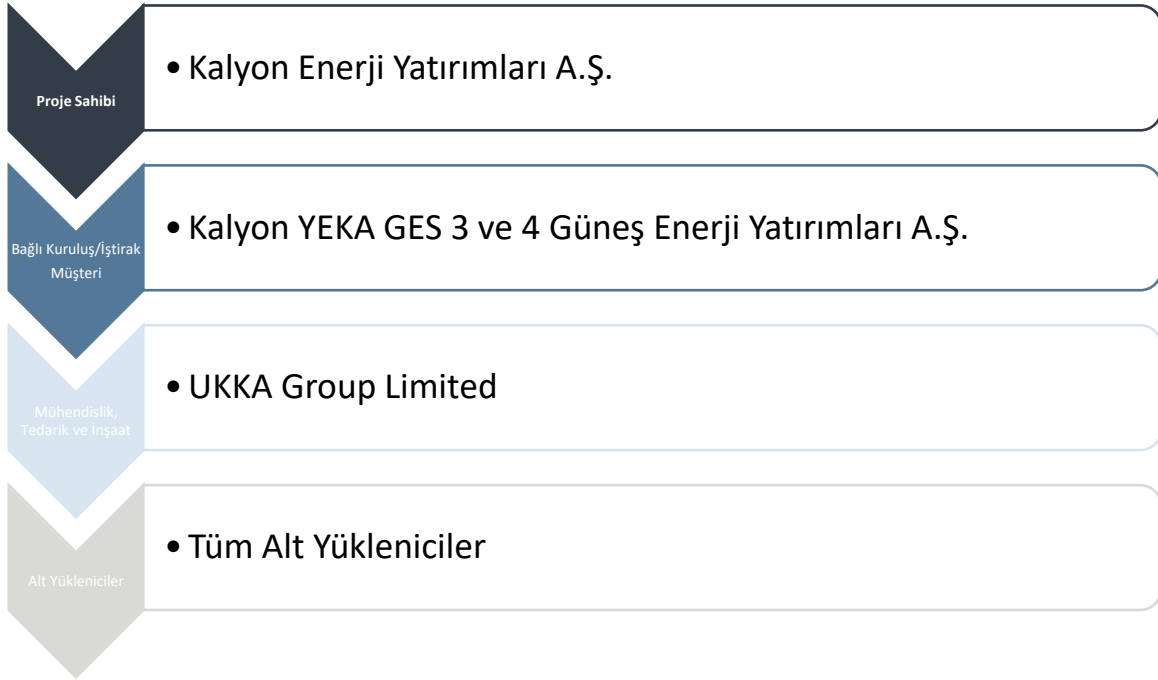 Proje Sahibi
• Kalyon Enerji Yatırımları A.Ş.
Bağlı Kuruluş/İştirak
Müşteri
• Kalyon YEKA GES 3 ve 4 Güneş Enerji Yatırımları A.Ş.
Mühendislik,
Tedarik ve İnşaat
• UKKA Group Limited
Alt Yükleniciler
• Tüm Alt Yükleniciler